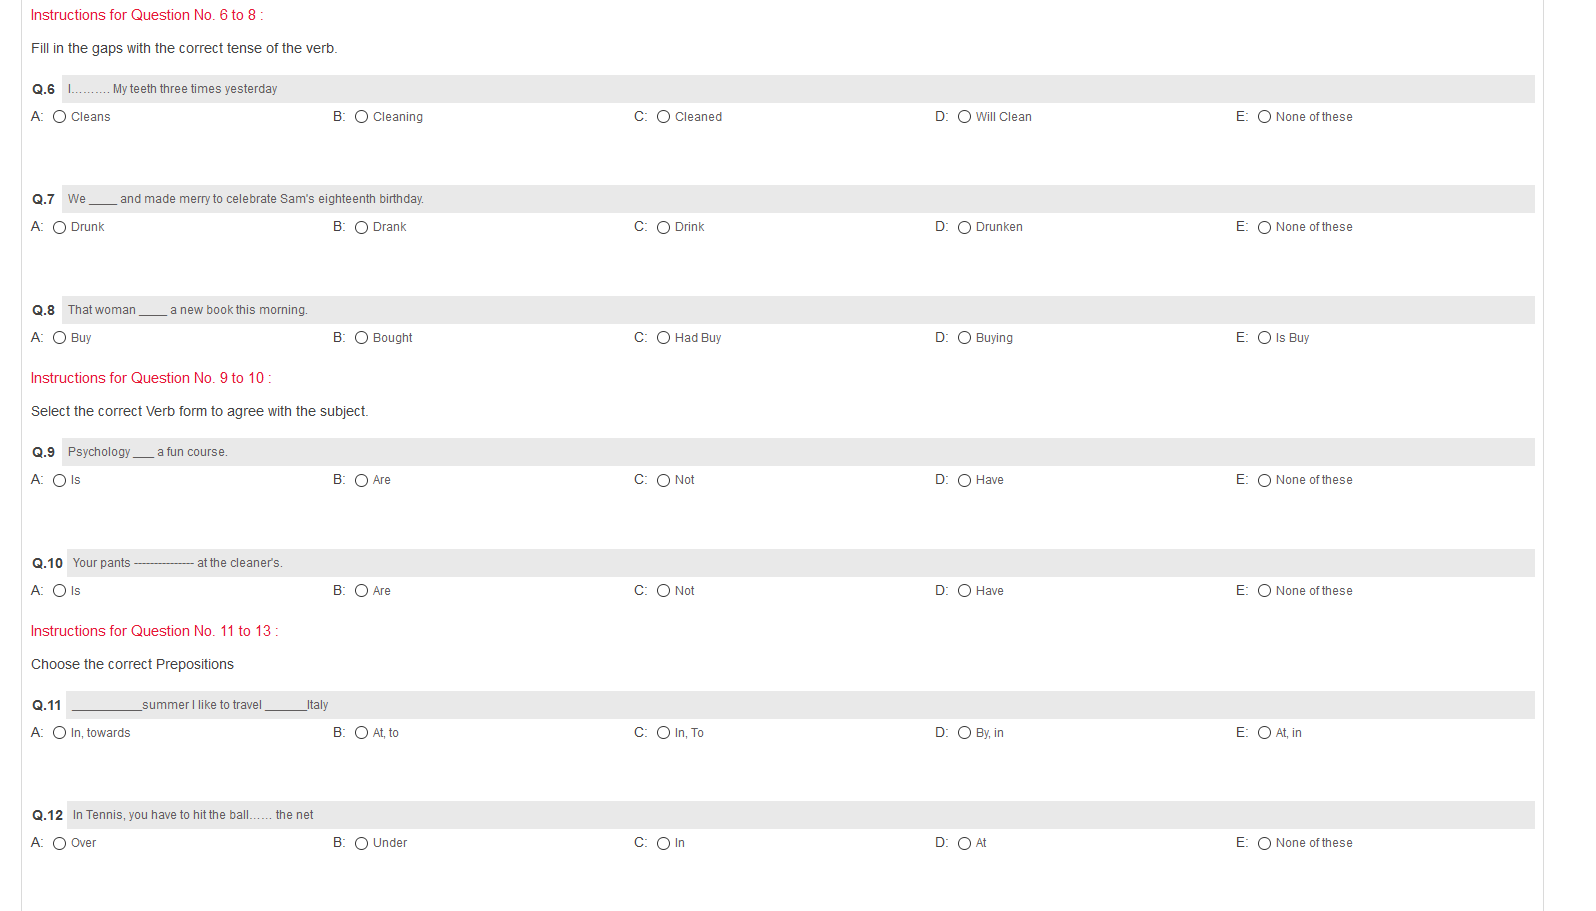 Instructions for Question No. 6 to 8 :
Fill in the gaps with the correct tense of the verb.
Q.6 I.......... My teeth three times yesterday
A: Cleans B: Cleaning C: Cleaned D: Will Clean E: None of these
Q.7 We ____ and made merry to celebrate Sam's eighteenth birthday.
A: Drunk B: Drank C: Drink D: Drunken E: None of these
Q.8 That woman ____ a new book this morning.
A: Buy B: Bought C: Had Buy D: Buying E: Is Buy
Instructions for Question No. 9 to 10 :
Select the correct Verb form to agree with the subject.
Q.9 Psychology ___ a fun course.
A: Is B: Are C: Not D: Have E: None of these
Q.10 Your pants --------------- at the cleaner's.
A: Is B: Are C: Not D: Have E: None of these
Instructions for Question No. 11 to 13 :
Choose the correct Prepositions
Q.11 __________summer I like to travel ______Italy
A: In, towards B: At, to C: In, To D: By, in E: At, in
Q.12 In Tennis, you have to hit the ball...... the net
A: Over B: Under C: In D: At E: None of these